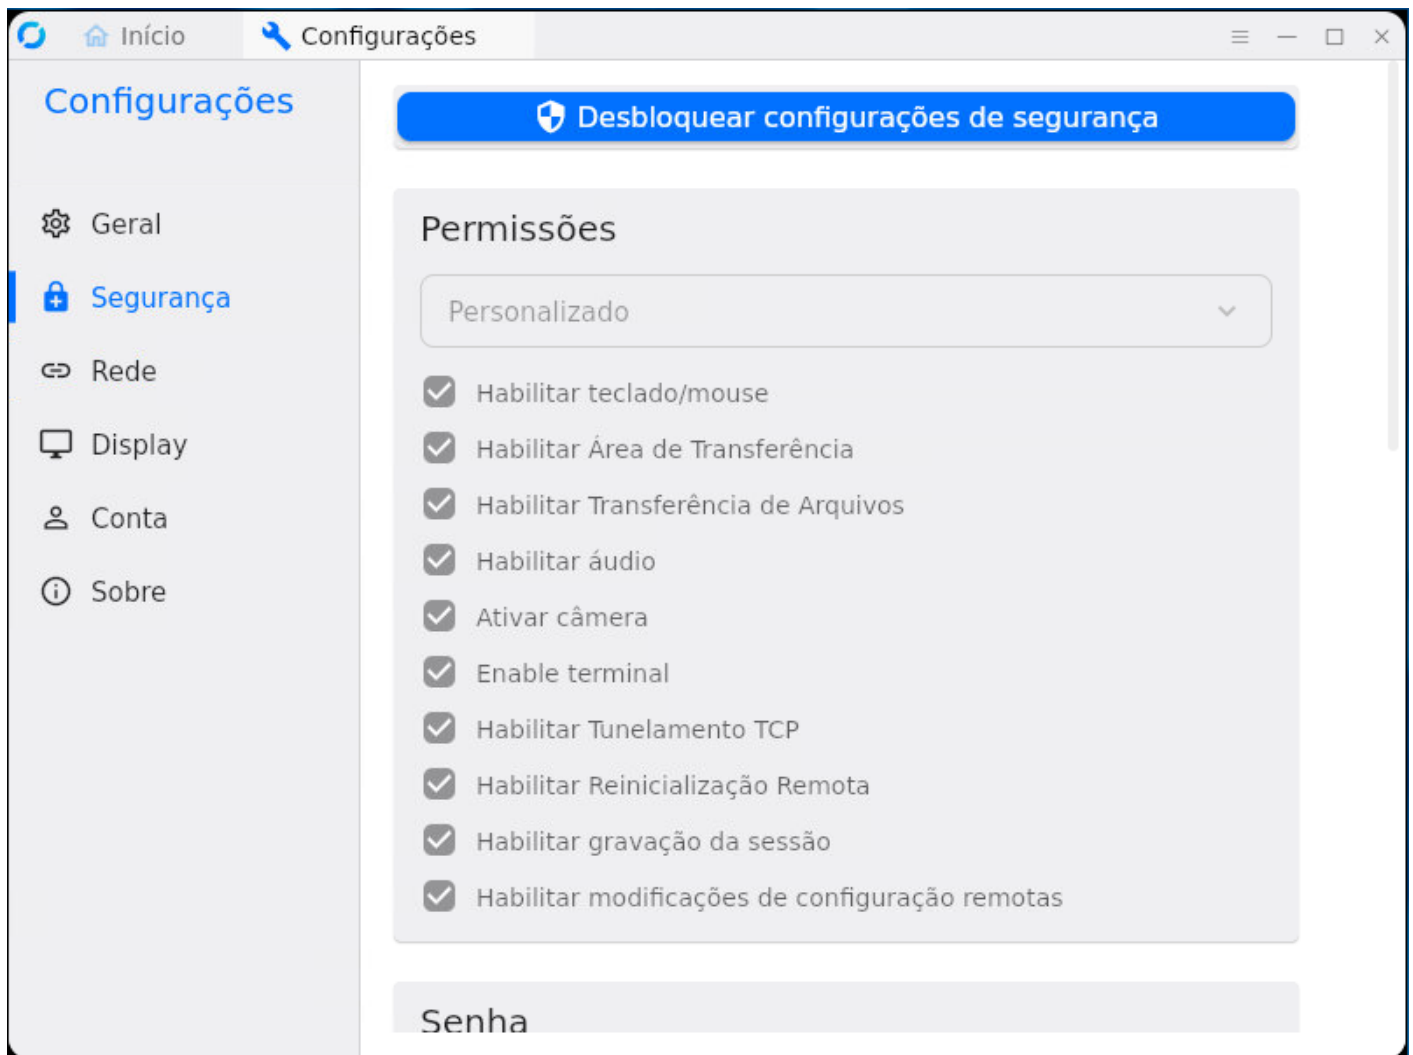 Início
Configurações
Configurações
Geral
Segurança
Rede
Display
Conta
Sobre
Desbloquear configurações de segurança
Permissões
Personalizado
Habilitar teclado/mouse
Habilitar Área de Transferência
Habilitar Transferência de Arquivos
Habilitar áudio
Ativar câmera
Enable terminal
Habilitar Tunelamento TCP
Habilitar Reinicialização Remota
Habilitar gravação da sessão
Habilitar modificações de configuração remotas
Senha